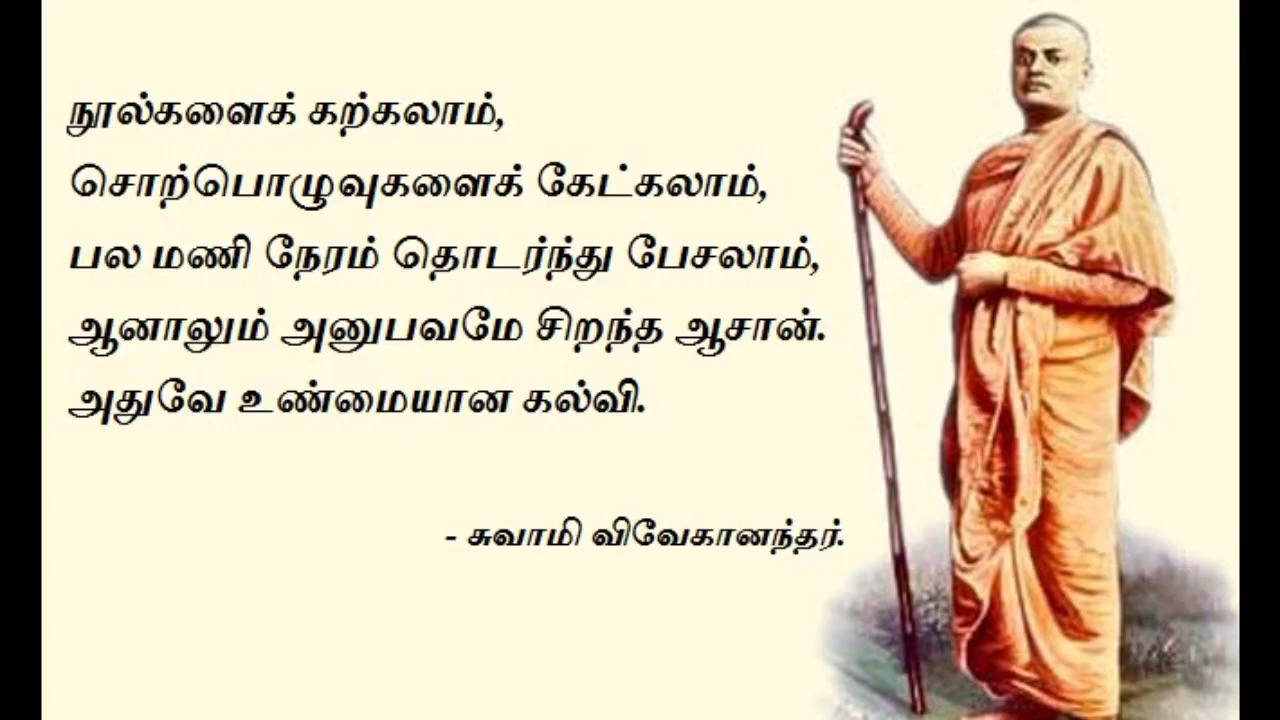 நூல்களைக் கற்கலாம்,
சொற்பொழுவுகளைக் கேட்கலாம்,
பல மணி நேரம் தொடர்ந்து பேசலாம்,
ஆனாலும் அனுபவமே சிறந்த ஆசான்.
அதுவே உண்மையான கல்வி.
- சுவாமி விவேகானந்தர்.